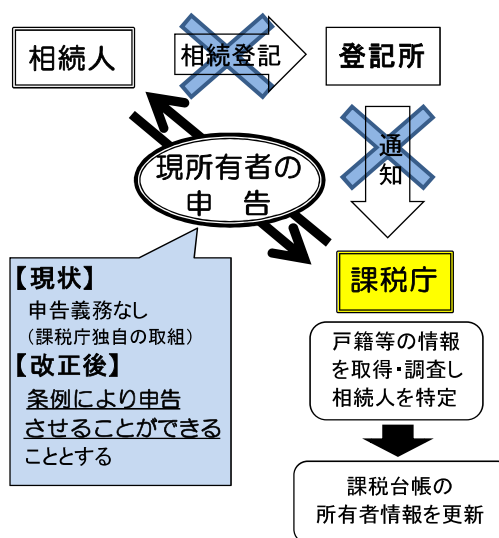 相続人
相続登記
登記所
通
知
現所有者の
申　告
課税庁
【現状】
申告義務なし
（課税庁独自の取組）
【改正後】
条例により申告
させることができる
こととする
戸籍等の情報
を取得・調査し
相続人を特定
課税台帳の
所有者情報を更新